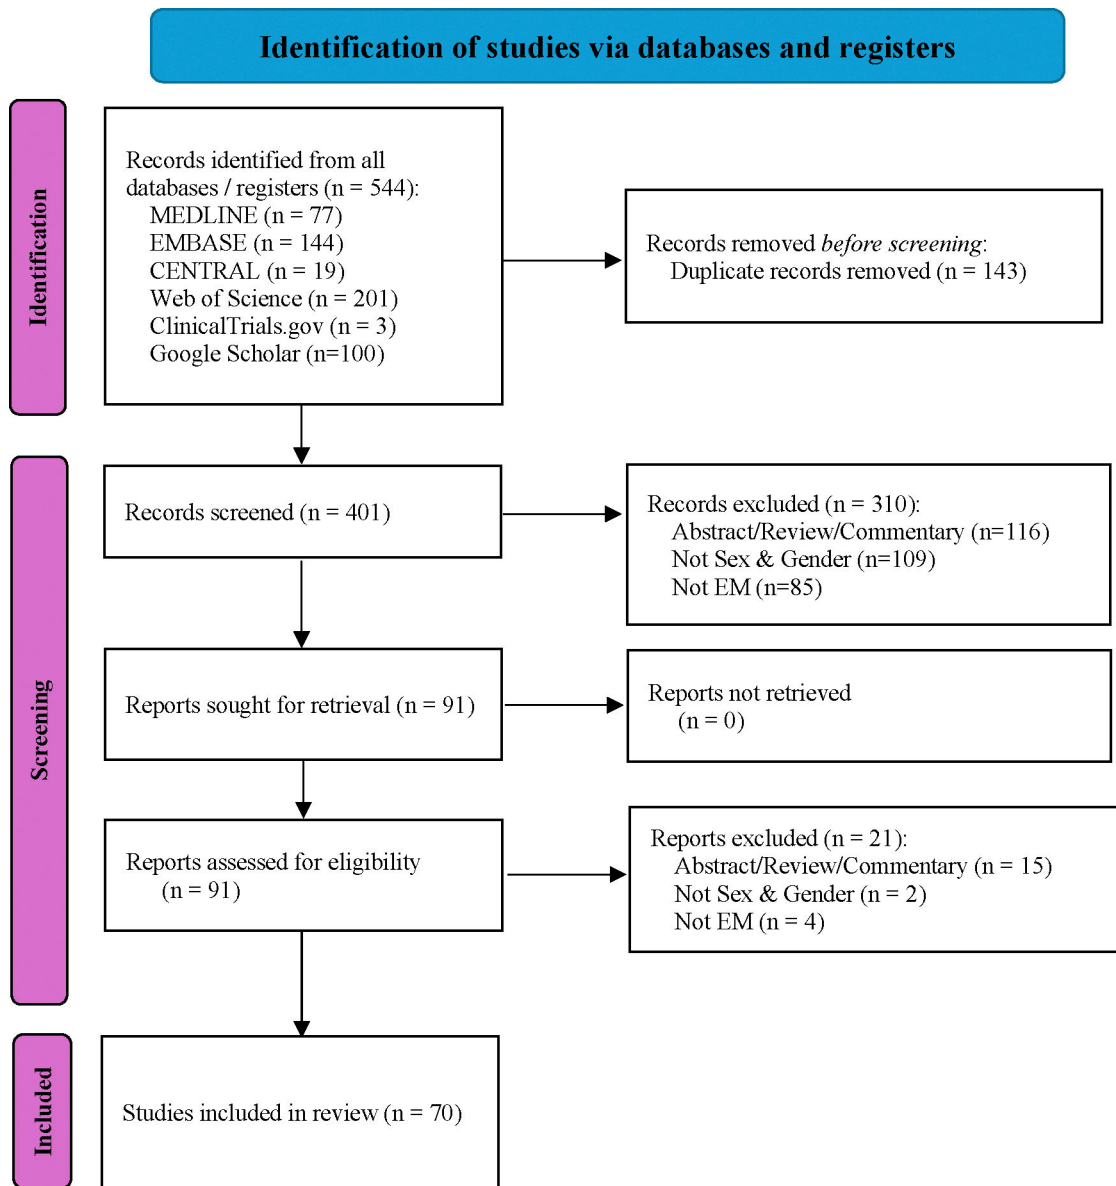 Identification of studies via databases and registers
Identification
Records identified from all
databases / registers (n = 544):
MEDLINE (n = 77)
EMBASE (n = 144)
CENTRAL (n = 19)
Web of Science (n = 201)
ClinicalTrials.gov (n = 3)
Google Scholar (n=100)
Records removed before screening:
Duplicate records removed (n = 143)
Screening
Records screened (n = 401)
Records excluded (n = 310):
Abstract/Review/Commentary (n=116)
Not Sex & Gender (n=109)
Not EM (n=85)
Reports sought for retrieval (n = 91)
Reports not retrieved
(n = 0)
Reports assessed for eligibility
(n = 91)
Reports excluded (n = 21):
Abstract/Review/Commentary (n = 15)
Not Sex & Gender (n = 2)
Not EM (n = 4)
Included
Studies included in review (n = 70)